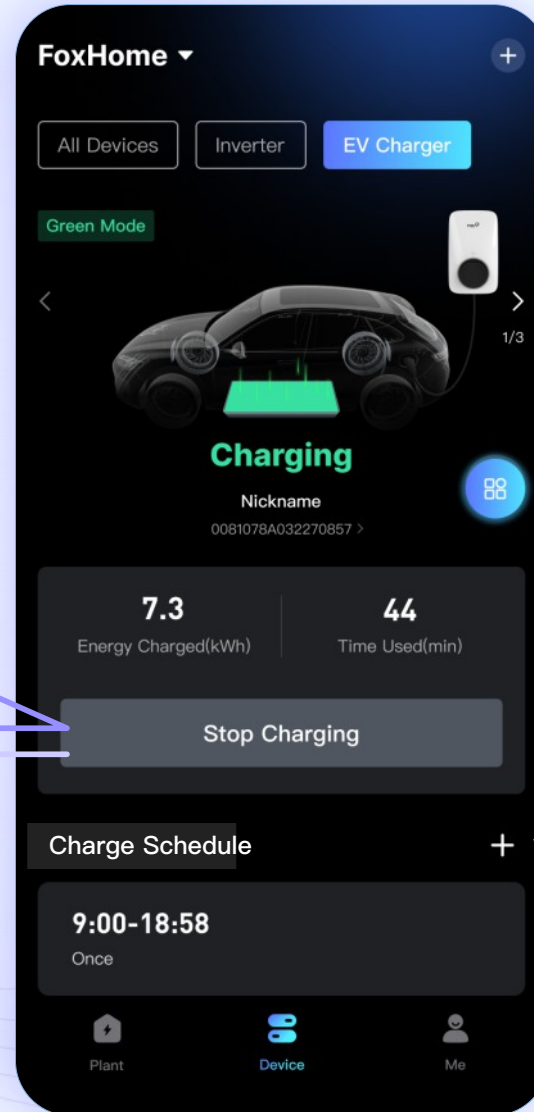 FoxHome
All Devices Inverter EV Charger
Green Mode
1/3
Charging
Nickname
0081078A032270857
7.3 44
Energy Charged(kWh) Time Used(min)
Stop Charging
Charge Schedule
9:00-18:58
Once
Plant Device Me